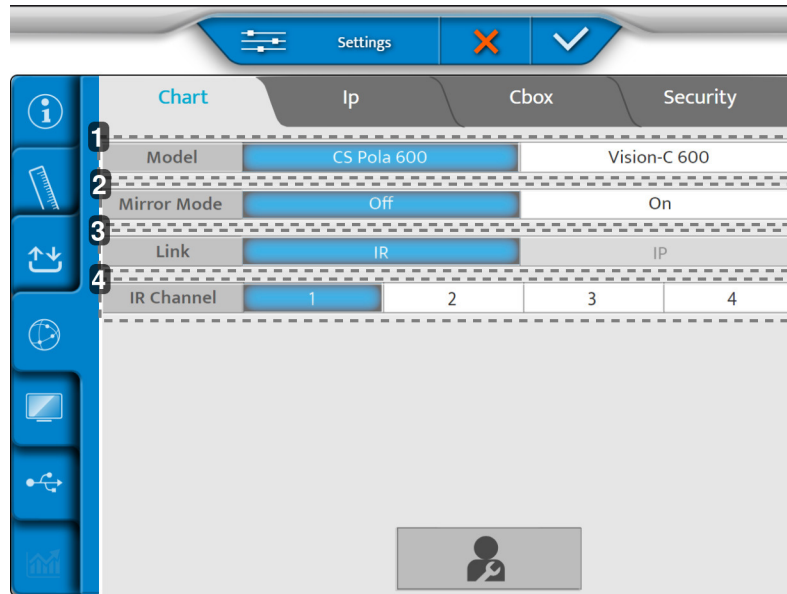 Settings
Chart Ip Cbox Security
1
Model CS Pola 600 Vision-C 600
2
Mirror Mode Off On
3
Link IR IP
4
IR Channel 1 2 3 4